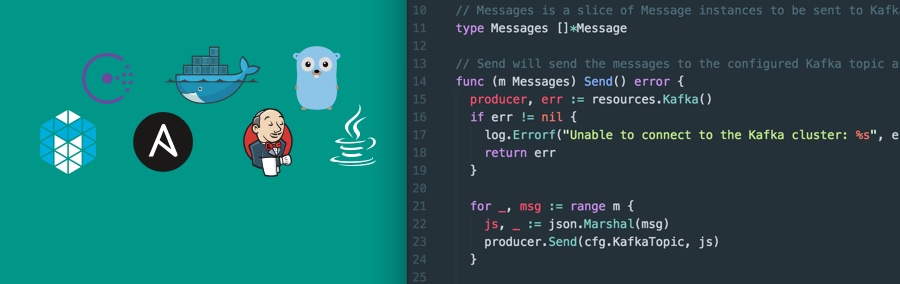 10 // Messages is a slice of Message instances to be sent to Kafk
11 type Messages []*Message
12
13 // Send will send the messages to the configured Kafka topic a
14 func (m Messages) Send() error {
15 producer, err := resources.Kafka()
16 if err != nil {
17 log.Errorf("Unable to connect to the Kafka cluster: %s", e
18 return err
19 }
20
21 for _, msg := range m {
22 js, _ := json.Marshal(msg)
23 producer.Send(cfg.KafkaTopic, js)
24 }
25